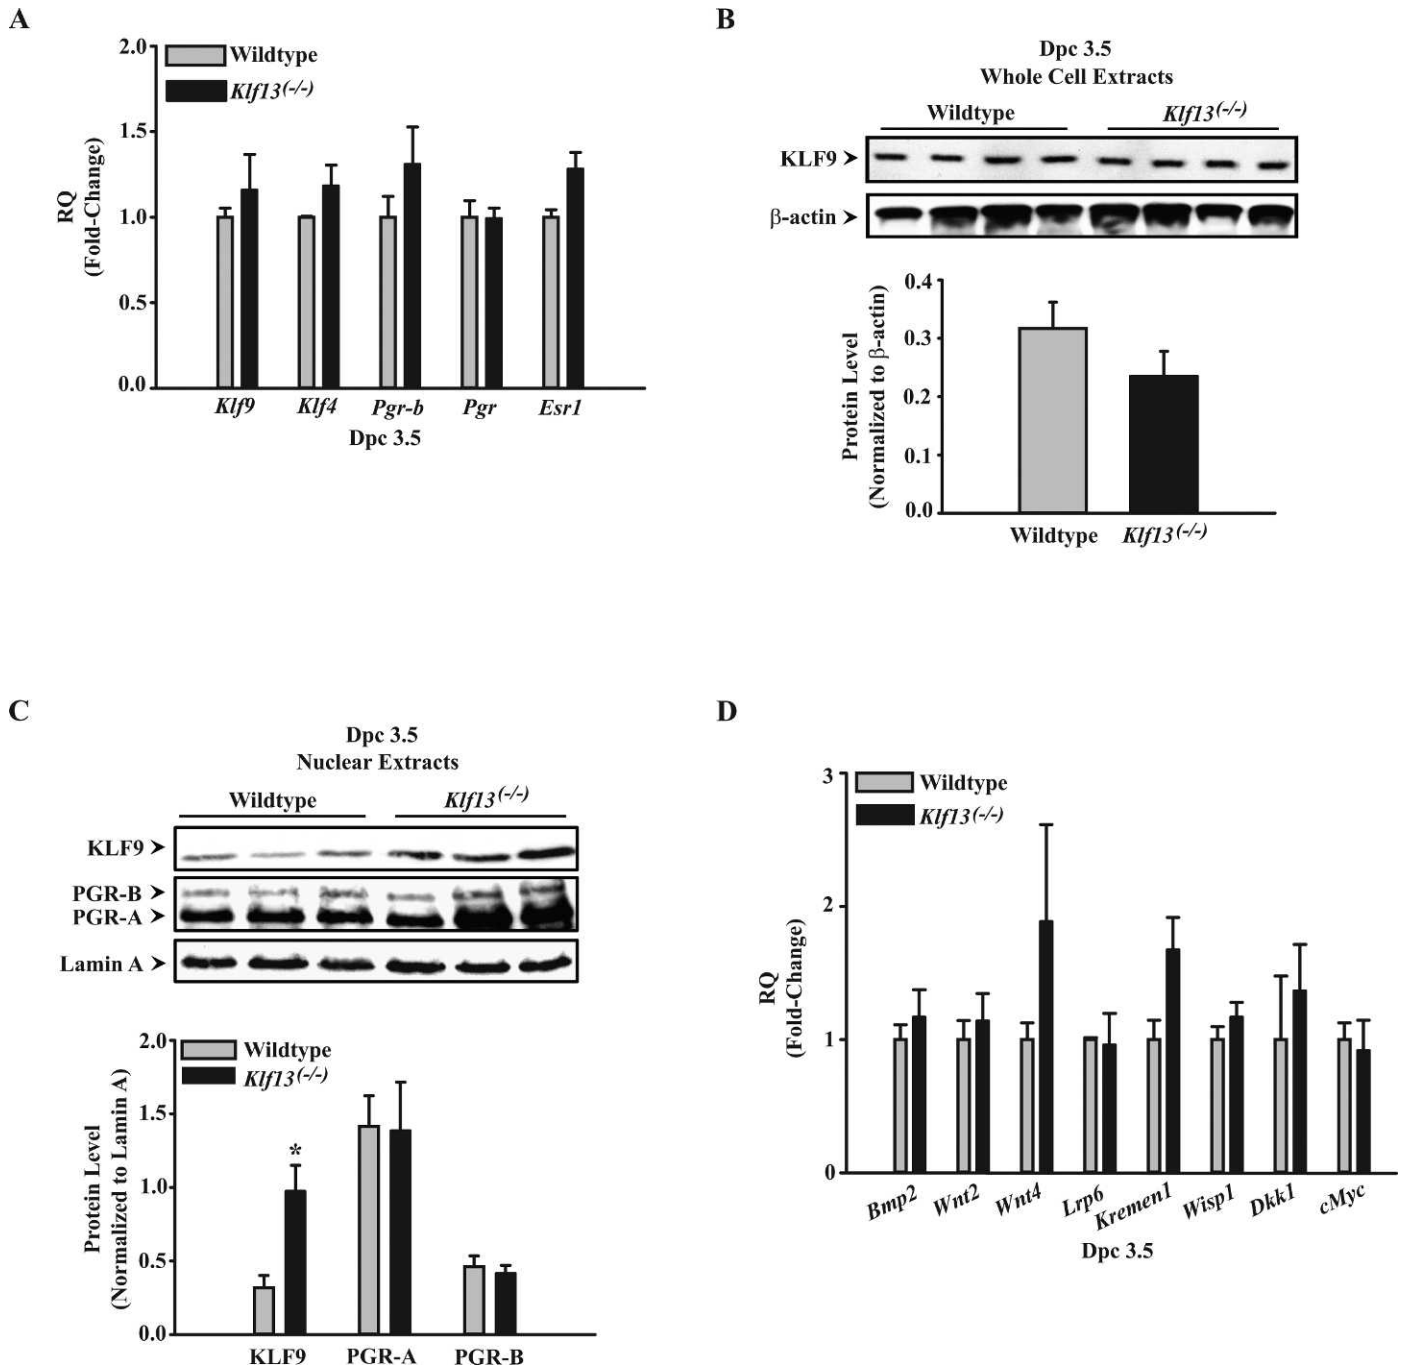 A
2.0
1.5
1.0
0.5
0.0
RQ
(Fold-Change)
Wildtype
Klf13(-/-)
Klf9 Klf4 Pgr-b Pgr Esr1
Dpc 3.5
B
Dpc 3.5
Whole Cell Extracts
Wildtype Klf13(-/-)
KLF9
β-actin
0.4
0.3
0.2
0.1
0.0
Protein Level
(Normalized to β-actin)
Wildtype Klf13(-/-)
C
Dpc 3.5
Nuclear Extracts
Wildtype Klf13(-/-)
KLF9
PGR-B
PGR-A
Lamin A
2.0
1.5
1.0
0.5
0.0
Protein Level
(Normalized to Lamin A)
Wildtype
Klf13(-/-)
KLF9 PGR-A PGR-B
*
D
3
2
1
0
RQ
(Fold-Change)
Wildtype
Klf13(-/-)
Bmp2 Wnt2 Wnt4 Lrp6 Kremen1 Wisp1 Dkk1 cMyc
Dpc 3.5